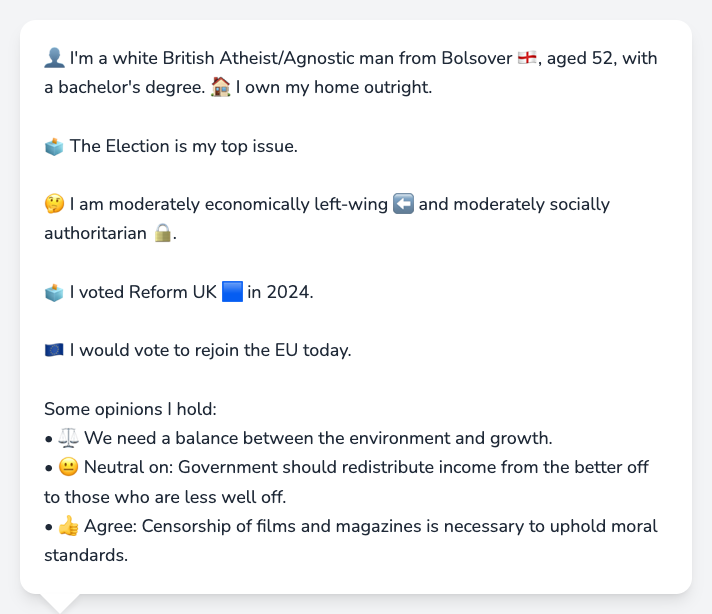 👤 I'm a white British Atheist/Agnostic man from Bolsover 🏴󠁧󠁢󠁥󠁮󠁧󠁿, aged 52, with
a bachelor's degree. 🏠 I own my home outright.
🗳️ The Election is my top issue.
🤔 I am moderately economically left-wing ⬅️ and moderately socially
authoritarian 🔒.
🗳️ I voted Reform UK 🟦 in 2024.
🇪🇺 I would vote to rejoin the EU today.
Some opinions I hold:
• ⚖️ We need a balance between the environment and growth.
• 😐 Neutral on: Government should redistribute income from the better off
to those who are less well off.
• 👍 Agree: Censorship of films and magazines is necessary to uphold moral
standards.